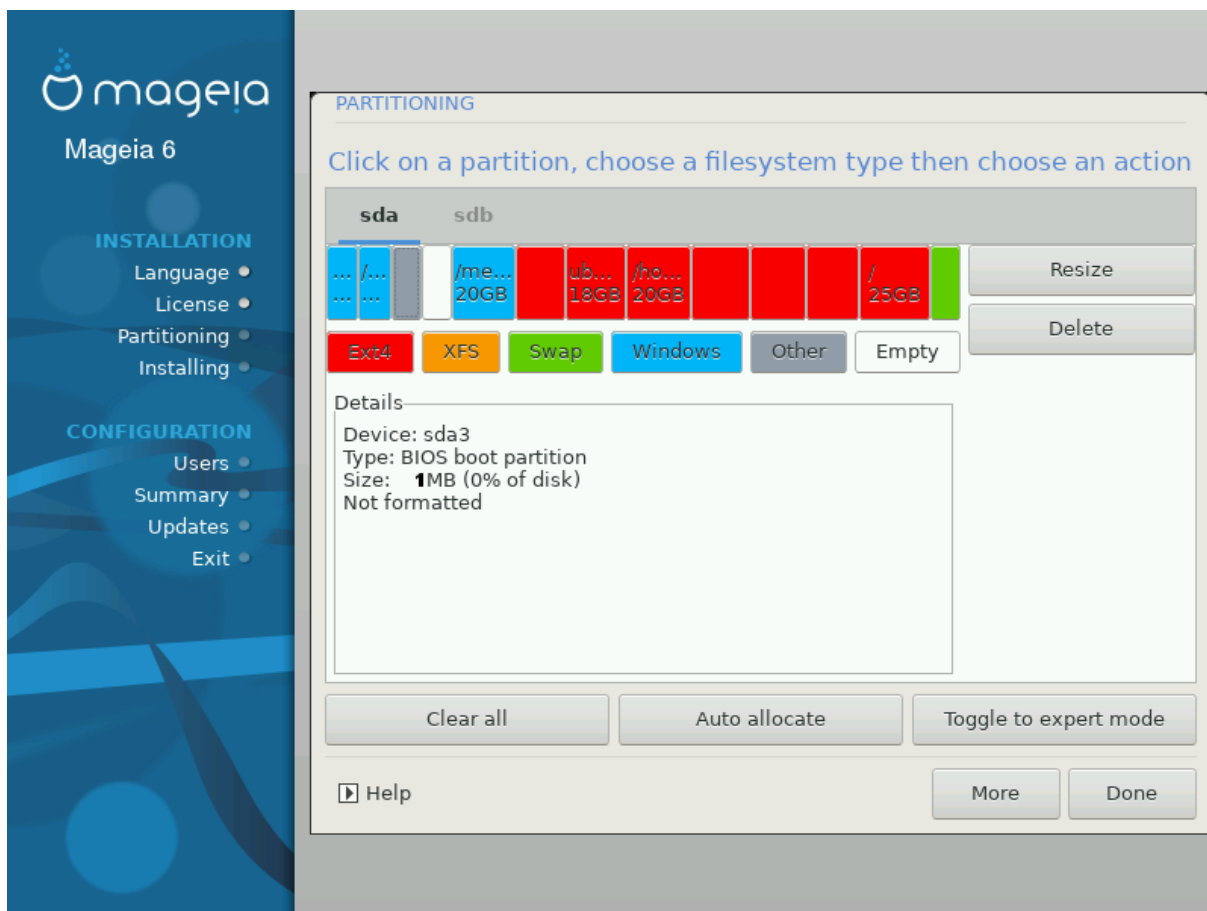 mageia
Mageia 6
INSTALLATION
Language
License
Partitioning
Installing
CONFIGURATION
Users
Summary
Updates
Exit
PARTITIONING
Click on a partition, choose a filesystem type then choose an action
sda sdb
... /... /me... ub... /ho... /
... ... 20GB 18GB 20GB 25GB
Resize
Delete
Ext4 XFS Swap Windows Other Empty
Details
Device: sda3
Type: BIOS boot partition
Size: 1MB (0% of disk)
Not formatted
Clear all Auto allocate Toggle to expert mode
Help More Done